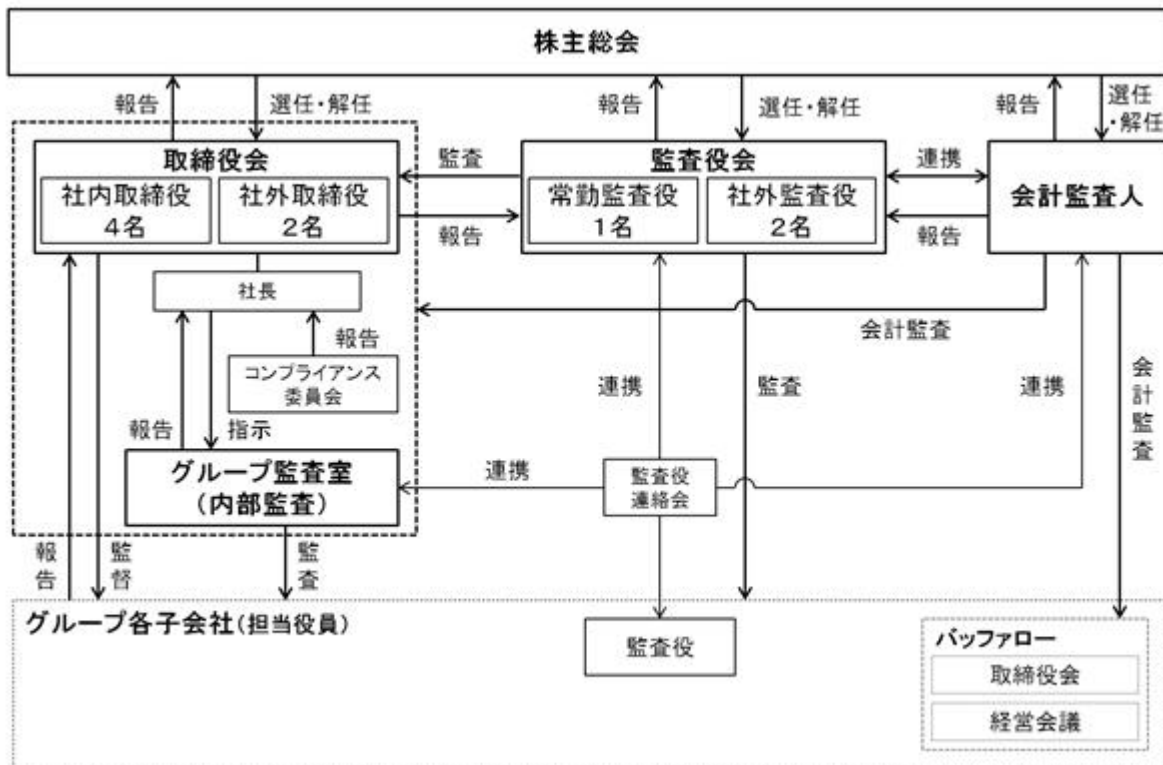 株主総会
報告
選任・解任
報告
選任・解任
報告
選任
・解任
取締役会
社内取締役
4名
社外取締役
2名
監査
報告
監査役会
常勤監査役
1名
社外監査役
2名
連携
報告
会計監査人
社長
報告
コンプライアンス
委員会
報告
指示
会計監査
連携
監査
連携
会計監査
グループ監査室
(内部監査)
連携
監査役
連絡会
報告
監督
監査
グループ各子会社(担当役員)
監査役
バッファロー
取締役会
経営会議